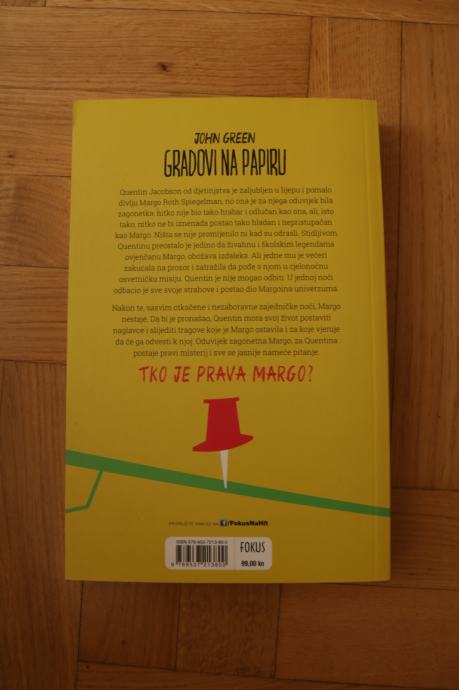 JOHN GREEN
GRADOVI NA PAPIRU
Quentin Jacobson od djetinjstva je zaljubljen u lijepu i pomalo
divlju Margo Roth Spiegelman, no ona je za njega oduvijek bila
zagonetka: nitko nije bio tako hrabar i odlučan kao ona, ali, isto
tako, nitko ne bi iznenada postao tako hladan i nepristupačan
kao Margo. Ništa se nije promijenilo ni kad su odrasli. Stidljivom
Quentinu preostalo je jedino da živahnu i školskim legendama
ovjenčanu Margo, obožava izdaleka. Ali jedne mu je večeri
zakucala na prozor i zatražila da pođe s njom u cjelonoćnu
osvetničku misiju. Quentin je nije mogao odbiti. U jednoj noći
odbacio je sve svoje strahove i postao dio Margoina univerzuma.
Nakon te, sasvim otkačene i nezaboravne zajedničke noći, Margo
nestaje. Da bi je pronašao, Quentin mora svoj život postaviti
naglavce i slijediti tragove koje je Margo ostavila i za koje vjeruje
da će ga odvesti k njoj. Oduvijek zagonetna Margo, za Quentina
postaje pravi misterij i sve se jasnije nameće pitanje:
TKO JE PRAVA MARGO?
/FokusNaHit
FOKUS
99,00 kn